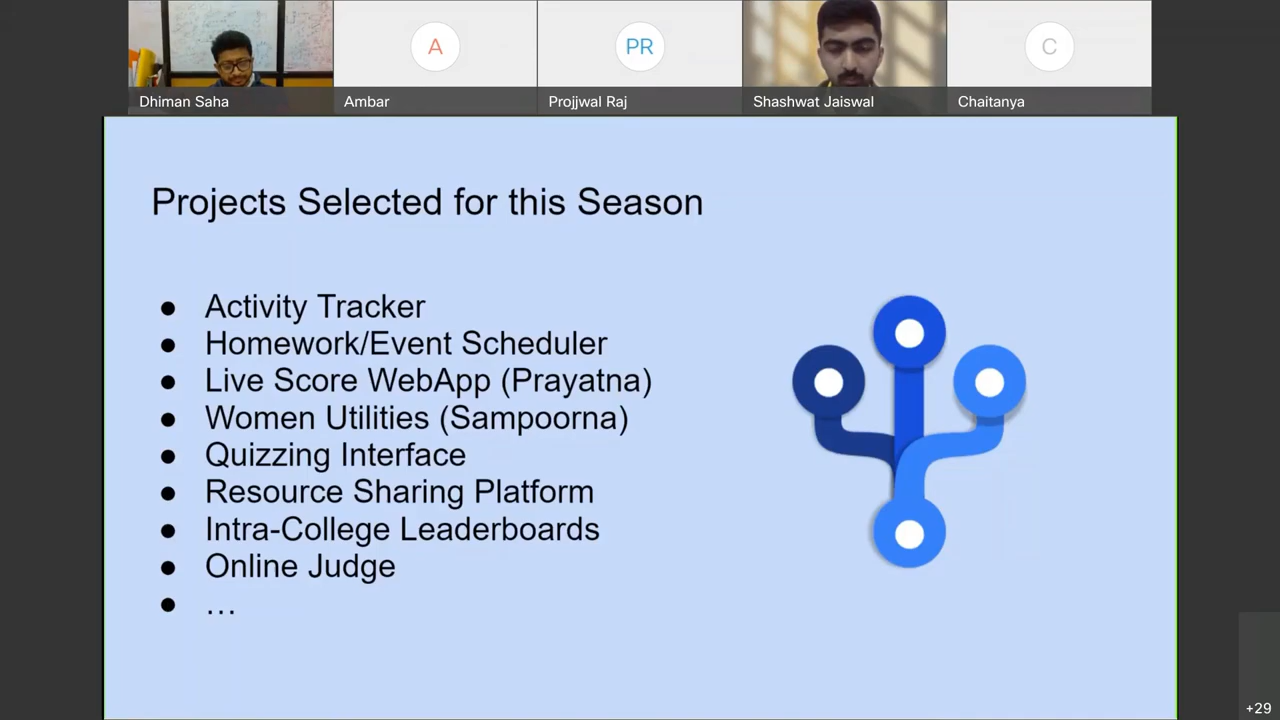 A
PR
C
Dhiman Saha
Ambar
Projjwal Raj
Shashwat Jaiswal
Chaitanya
Projects Selected for this Season
● Activity Tracker
● Homework/Event Scheduler
● Live Score WebApp (Prayatna)
● Women Utilities (Sampoorna)
● Quizzing Interface
● Resource Sharing Platform
● Intra-College Leaderboards
● Online Judge
● …
+29